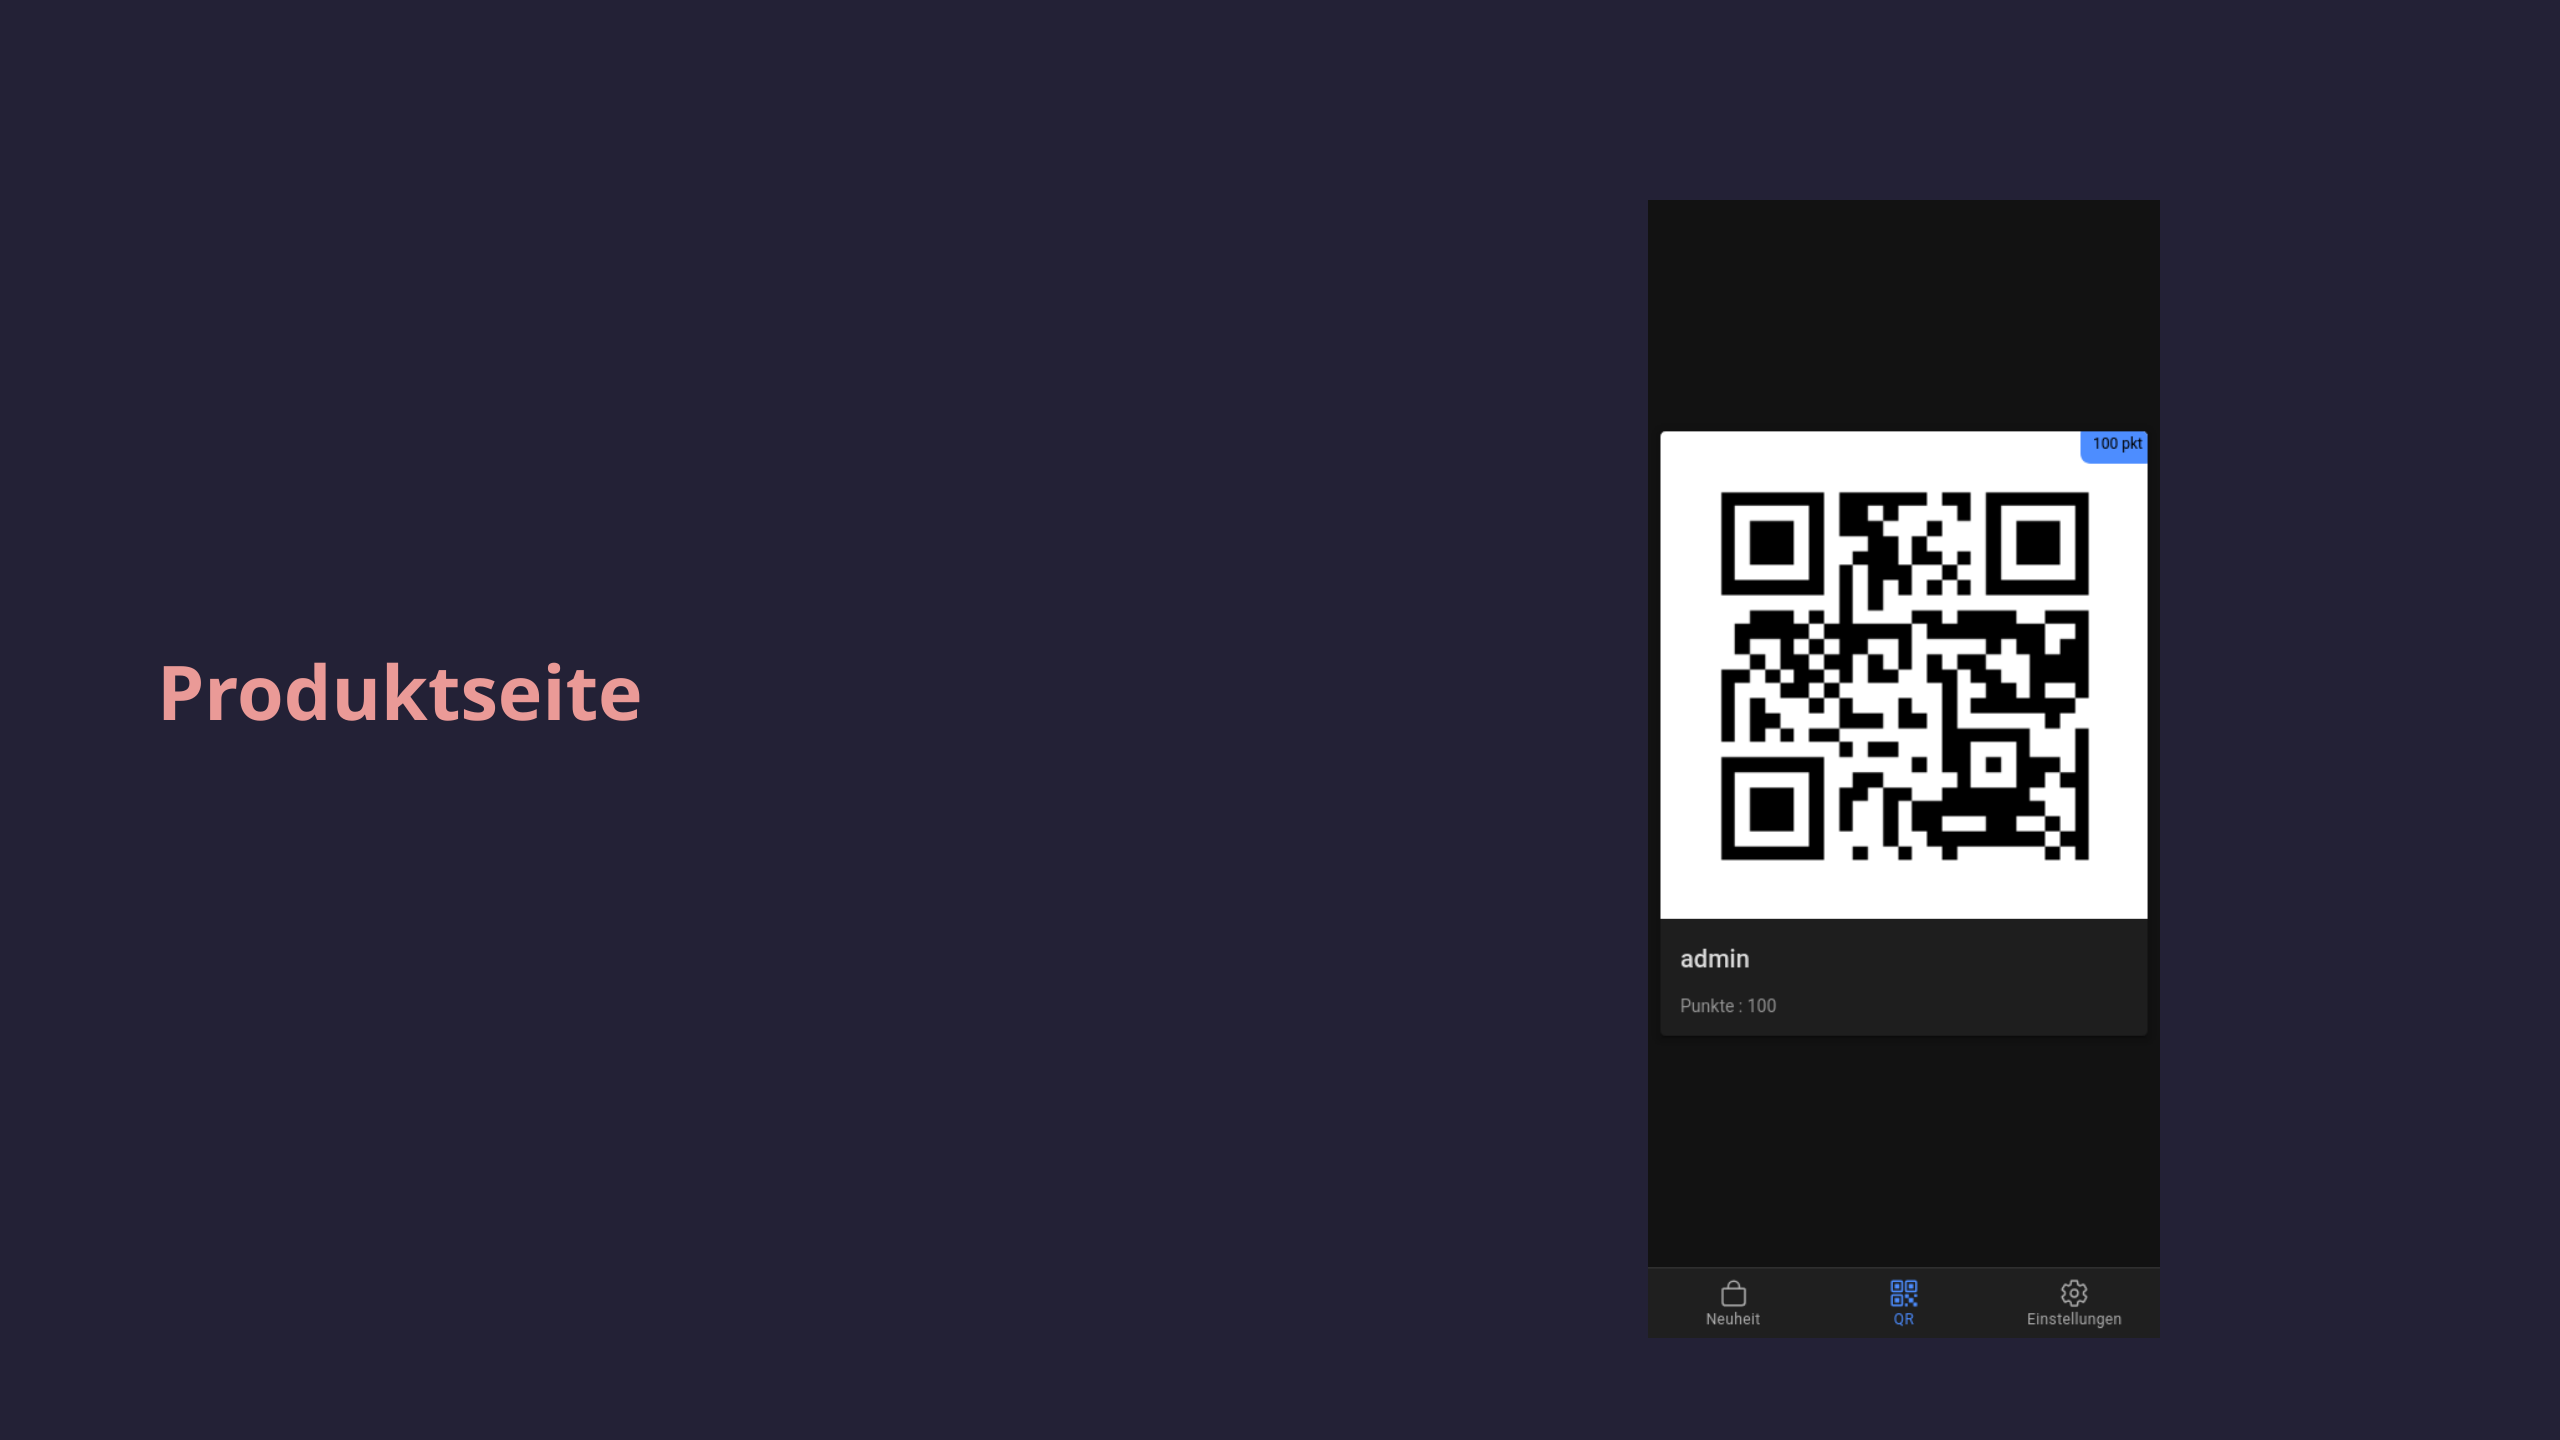 Produktseite
100 pkt
admin
Punkte : 100
Neuheit
QR
Einstellungen